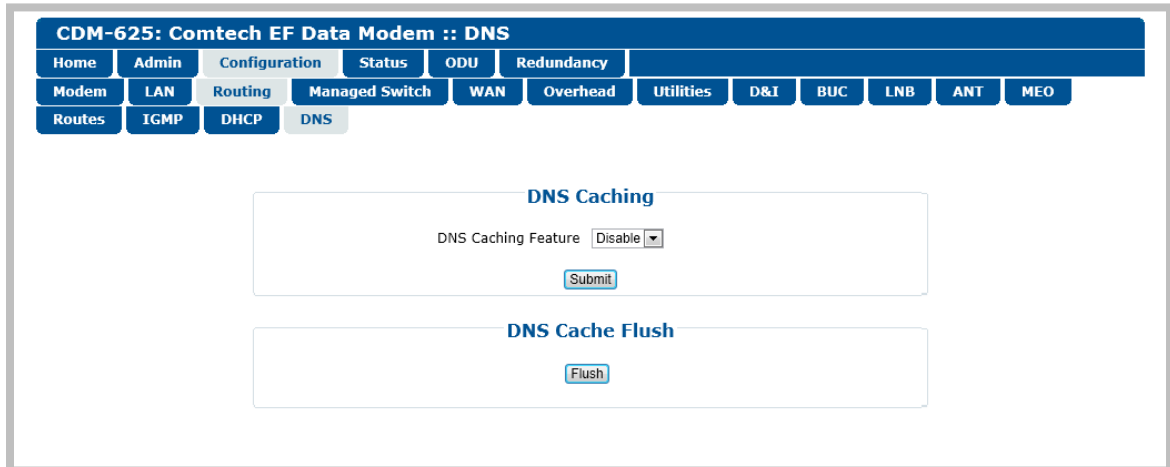 CDM-625: Comtech EF Data Modem :: DNS
Home Admin Configuration Status ODU Redundancy
Modem LAN Routing Managed Switch WAN Overhead Utilities D&I BUC LNB ANT MEO
Routes IGMP DHCP DNS
DNS Caching
DNS Caching Feature Disable
Submit
DNS Cache Flush
Flush